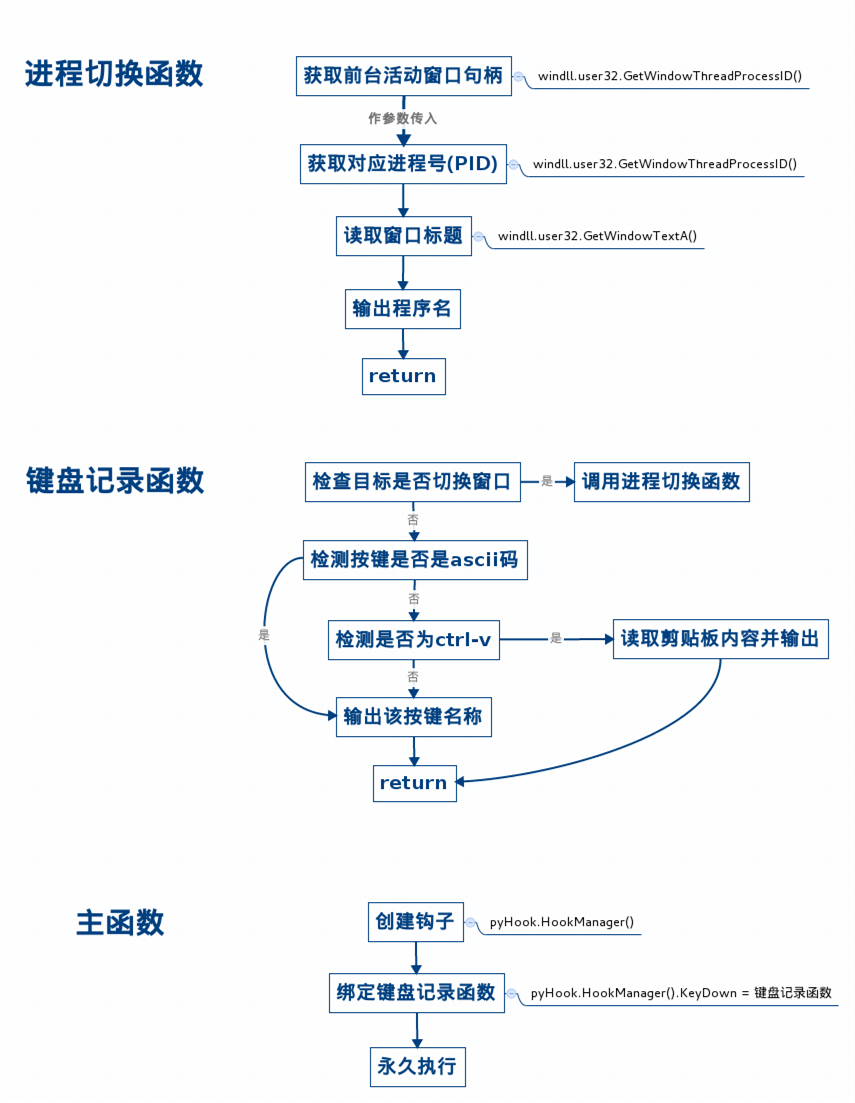 进程切换函数
获取前台活动窗口句柄
windll.user32.GetWindowThreadProcessID()
作参数传入
获取对应进程号(PID)
windll.user32.GetWindowThreadProcessID()
读取窗口标题
windll.user32.GetWindowTextA()
输出程序名
return
键盘记录函数
检查目标是否切换窗口
是
调用进程切换函数
否
检测按键是否是ascii码
否
是
检测是否为ctrl-v
是
读取剪贴板内容并输出
否
输出该按键名称
return
主函数
创建钩子
pyHook.HookManager()
绑定键盘记录函数
pyHook.HookManager().KeyDown = 键盘记录函数
永久执行